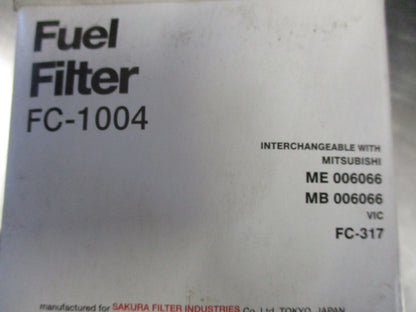 Fuel
Filter
FC-1004
INTERCHANGEABLE WITH
MITSUBISHI
ME 006066
MB 006066
VIC
FC-317
manufactured for SAKURA FILTER INDUSTRIES Co. Ltd. TOKYO, JAPAN